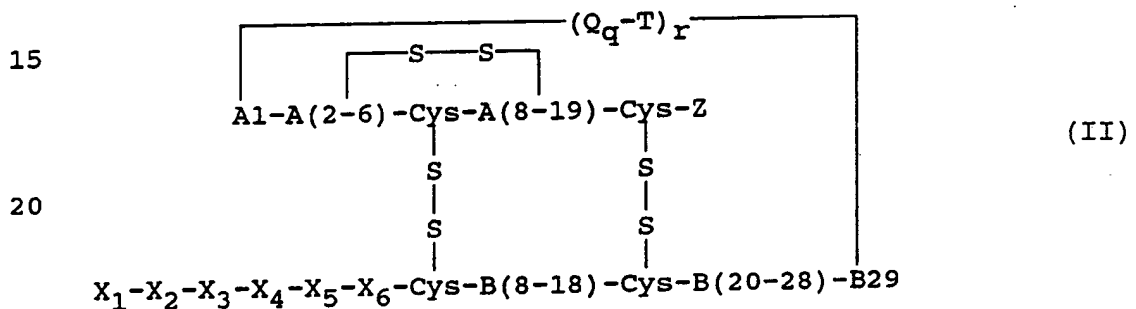 (Qq-T)r
15
S S
A1-A(2-6)-Cys-A(8-19)-Cys-Z
(II)
S S
20
S S
X1-X2-X3-X4-X5-X6-Cys-B(8-18)-Cys-B(20-28)-B29